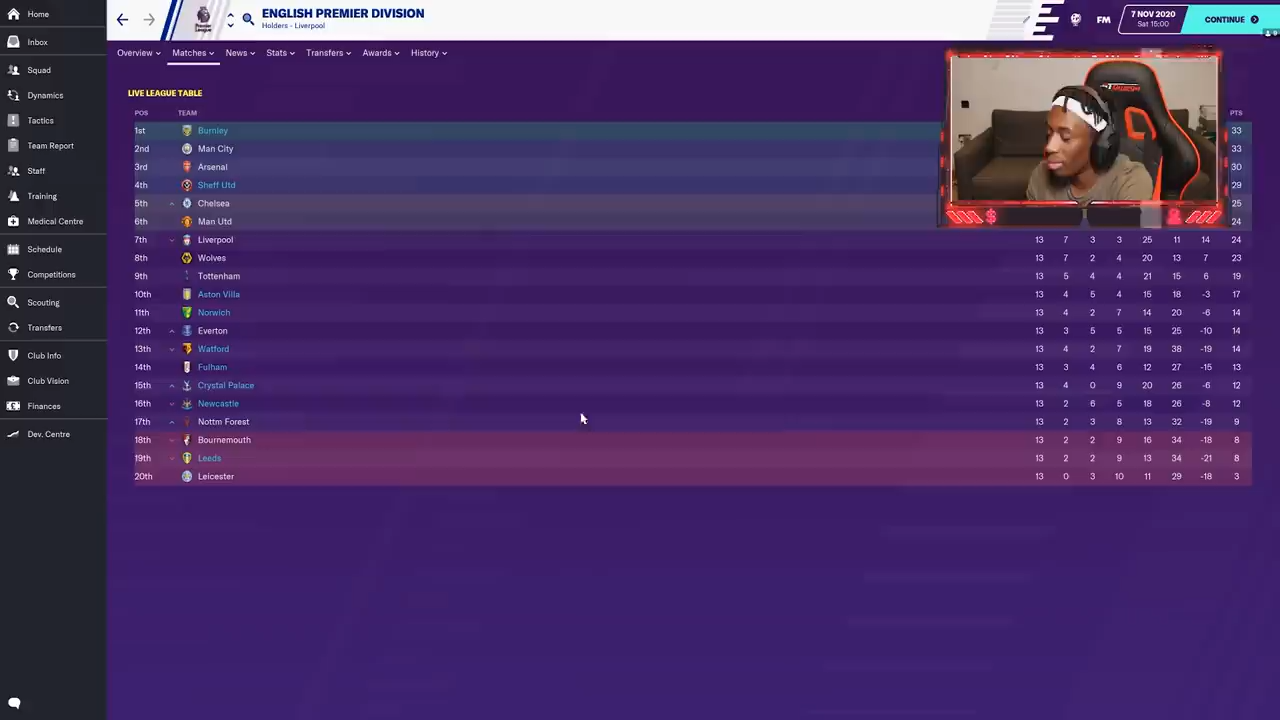 Home
Inbox
Squad
Dynamics
Tactics
Team Report
Staff
Training
Medical Centre
Schedule
Competitions
Scouting
Transfers
Club Info
Club Vision
Finances
Dev. Centre
ENGLISH PREMIER DIVISION
Holders - Liverpool
FM
7 NOV 2020
Sat 15:00
CONTINUE
Overview Matches News Stats Transfers Awards History
LIVE LEAGUE TABLE
POS TEAM PTS
1st Burnley 33
2nd Man City 33
3rd Arsenal 30
4th Sheff Utd 29
5th Chelsea 25
6th Man Utd 24
7th Liverpool 13 7 3 3 25 11 14 24
8th Wolves 13 7 2 4 20 13 7 23
9th Tottenham 13 5 4 4 21 15 6 19
10th Aston Villa 13 4 5 4 15 18 -3 17
11th Norwich 13 4 2 7 14 20 -6 14
12th Everton 13 3 5 5 15 25 -10 14
13th Watford 13 4 2 7 19 38 -19 14
14th Fulham 13 3 4 6 12 27 -15 13
15th Crystal Palace 13 4 0 9 20 26 -6 12
16th Newcastle 13 2 6 5 18 26 -8 12
17th Nottm Forest 13 2 3 8 13 32 -19 9
18th Bournemouth 13 2 2 9 16 34 -18 8
19th Leeds 13 2 2 9 13 34 -21 8
20th Leicester 13 0 3 10 11 29 -18 3